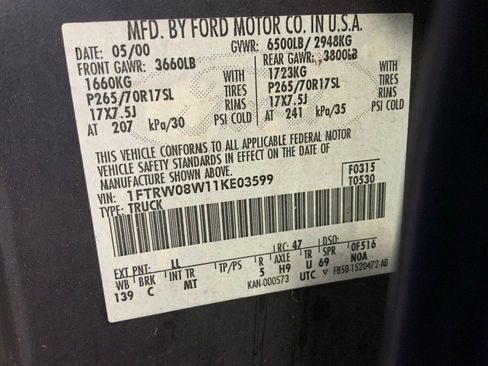 MFD. BY FORD MOTOR CO. IN U.S.A.
DATE: 05/00 GVWR: 6500LB/ 2948KG
FRONT GAWR: 3660LB REAR GAWR: 3800LB
1660KG WITH 1723KG WITH
P265/70R17SL TIRES P265/70R17SL TIRES
17X7.5J RIMS 17X7.5J RIMS
AT 207 kPa/30 PSI COLD AT 241 kPa/35 PSI COLD
THIS VEHICLE CONFORMS TO ALL APPLICABLE FEDERAL MOTOR
VEHICLE SAFETY STANDARDS IN EFFECT ON THE DATE OF
MANUFACTURE SHOWN ABOVE.
VIN: 1FTRW08W11KE03599 F0315
TYPE: TRUCK T0530
EXT PNT: LL RC: 47 DSO:
WB BRK INT TR TP/PS R AXLE TR SPR 0F516
139 C MT 5 H9 U 69 N0A
KAN-000573 UTC ▽ F85B-1520472-AB